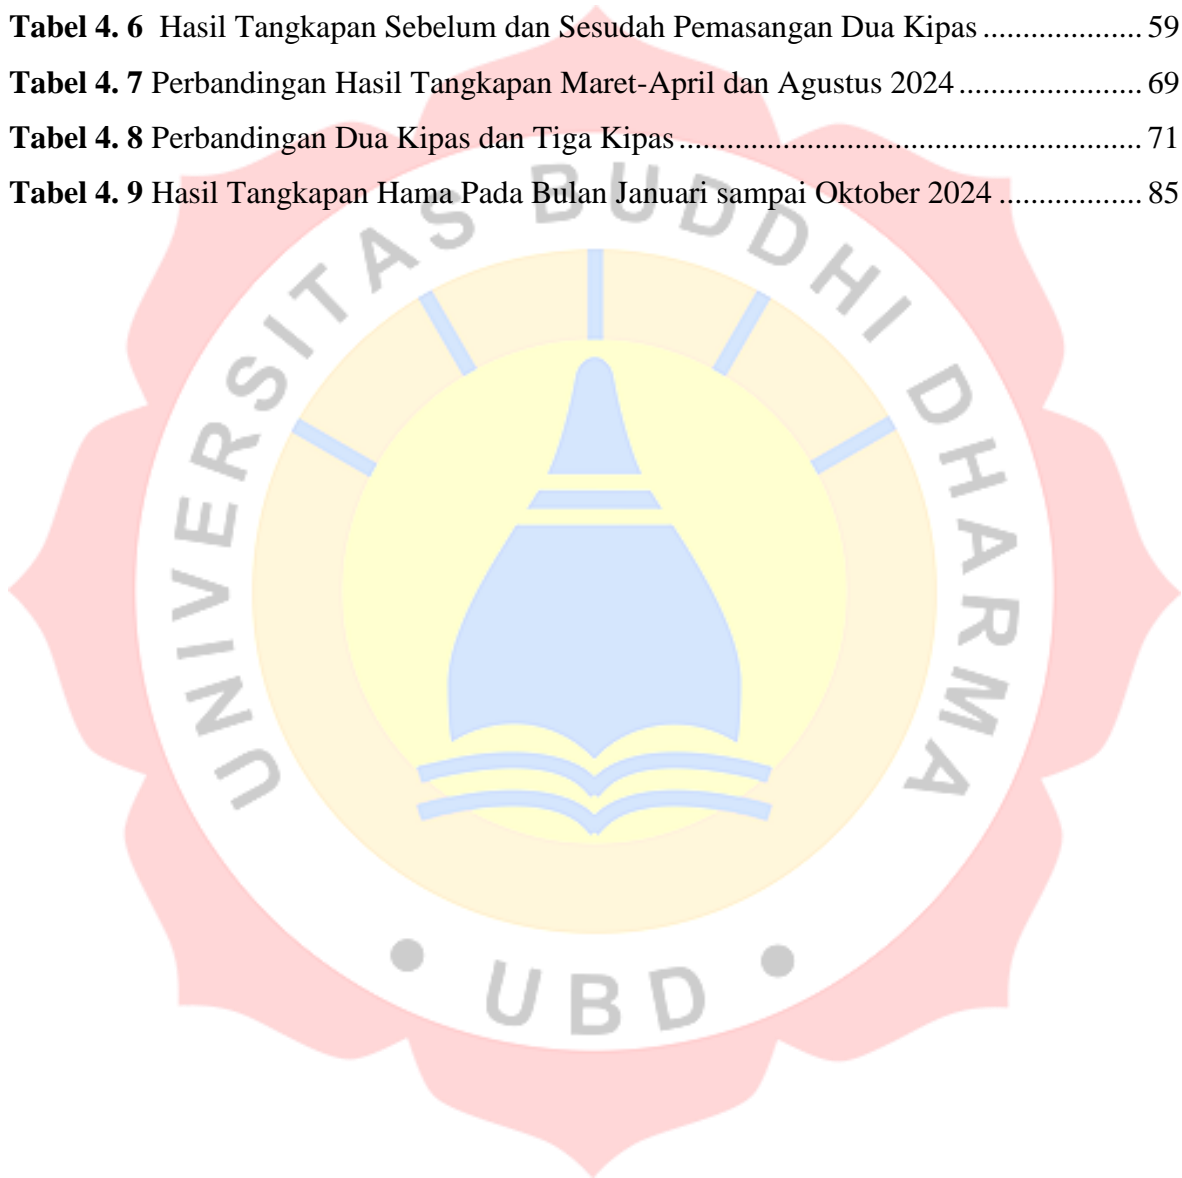 Tabel 4. 6  Hasil Tangkapan Sebelum dan Sesudah Pemasangan Dua Kipas .................... 59
Tabel 4. 7 Perbandingan Hasil Tangkapan Maret-April dan Agustus 2024 ....................... 69
Tabel 4. 8 Perbandingan Dua Kipas dan Tiga Kipas .......................................................... 71
Tabel 4. 9 Hasil Tangkapan Hama Pada Bulan Januari sampai Oktober 2024 .................. 85
UNIVERSITAS BUDDHI DHARMA
• UBD •